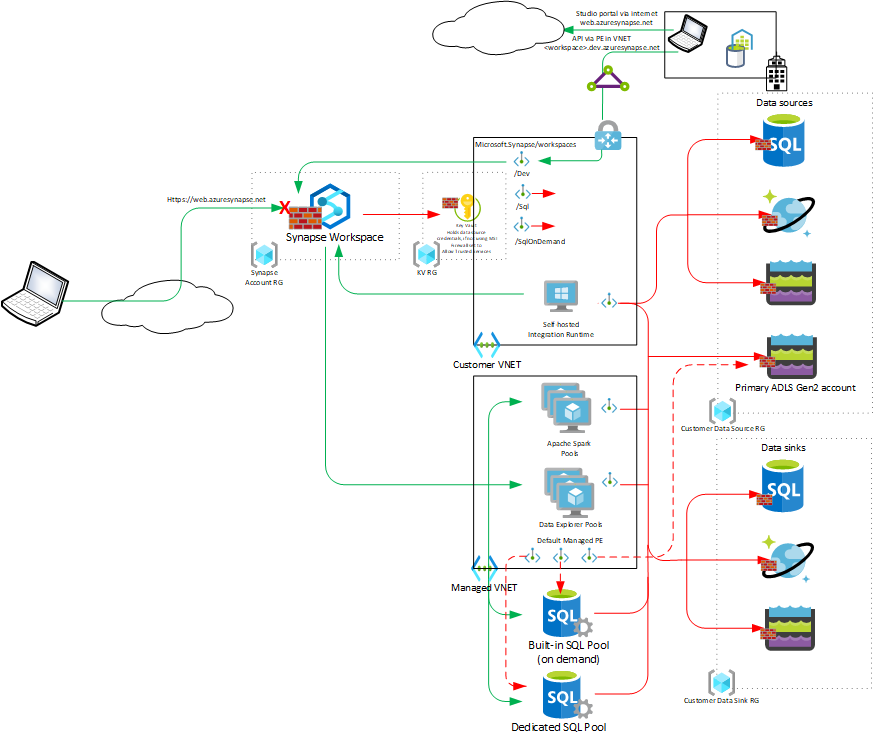 Studio portal via internet
web.azuresynapse.net
API via PE in VNET
<workspace>.dev.azuresynapse.net
Data sources
SQL
Microsoft.Synapse/workspaces
/Dev
Https://web.azuresynapse.net
X
/Sql
Key Vault
Holds data source
credentials, if not using MSI
Firewall set to
Allow Trusted Services
/SqlOnDemand
Synapse Workspace
Synapse
Account RG
KV RG
Self hosted
Integration Runtime
Customer VNET
Primary ADLS Gen2 account
Customer Data Source RG
Apache Spark
Pools
Data sinks
SQL
Data Explorer Pools
Default Managed PE
Managed VNET
SQL
Built-in SQL Pool
(on demand)
SQL
Customer Data Sink RG
Dedicated SQL Pool